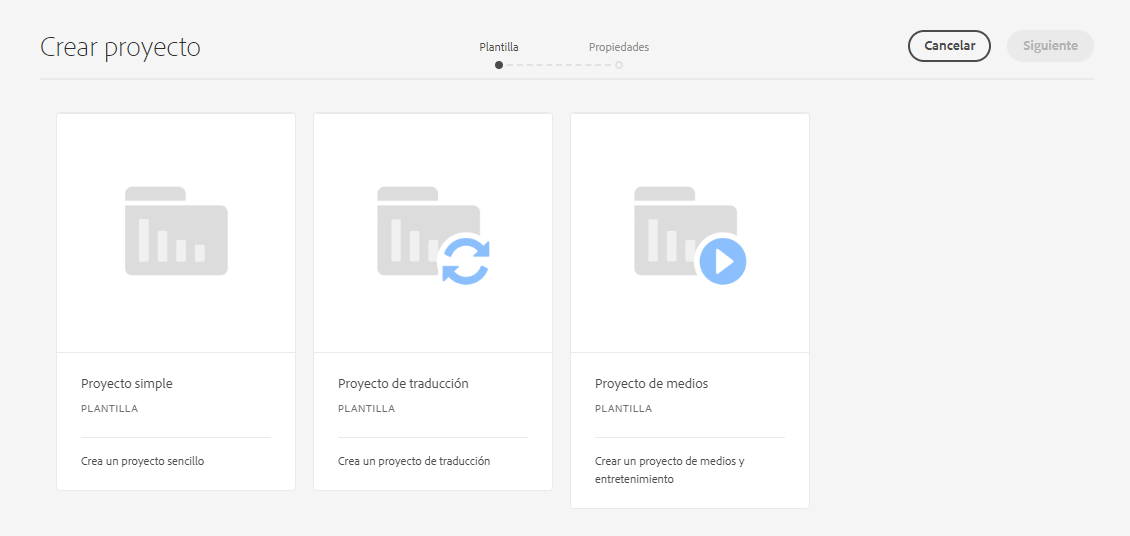 Crear proyecto
Plantilla
Propiedades
Cancelar
Siguiente
Proyecto simple
PLANTILLA
Crea un proyecto sencillo
Proyecto de traducción
PLANTILLA
Crea un proyecto de traducción
Proyecto de medios
PLANTILLA
Crear un proyecto de medios y
entretenimiento